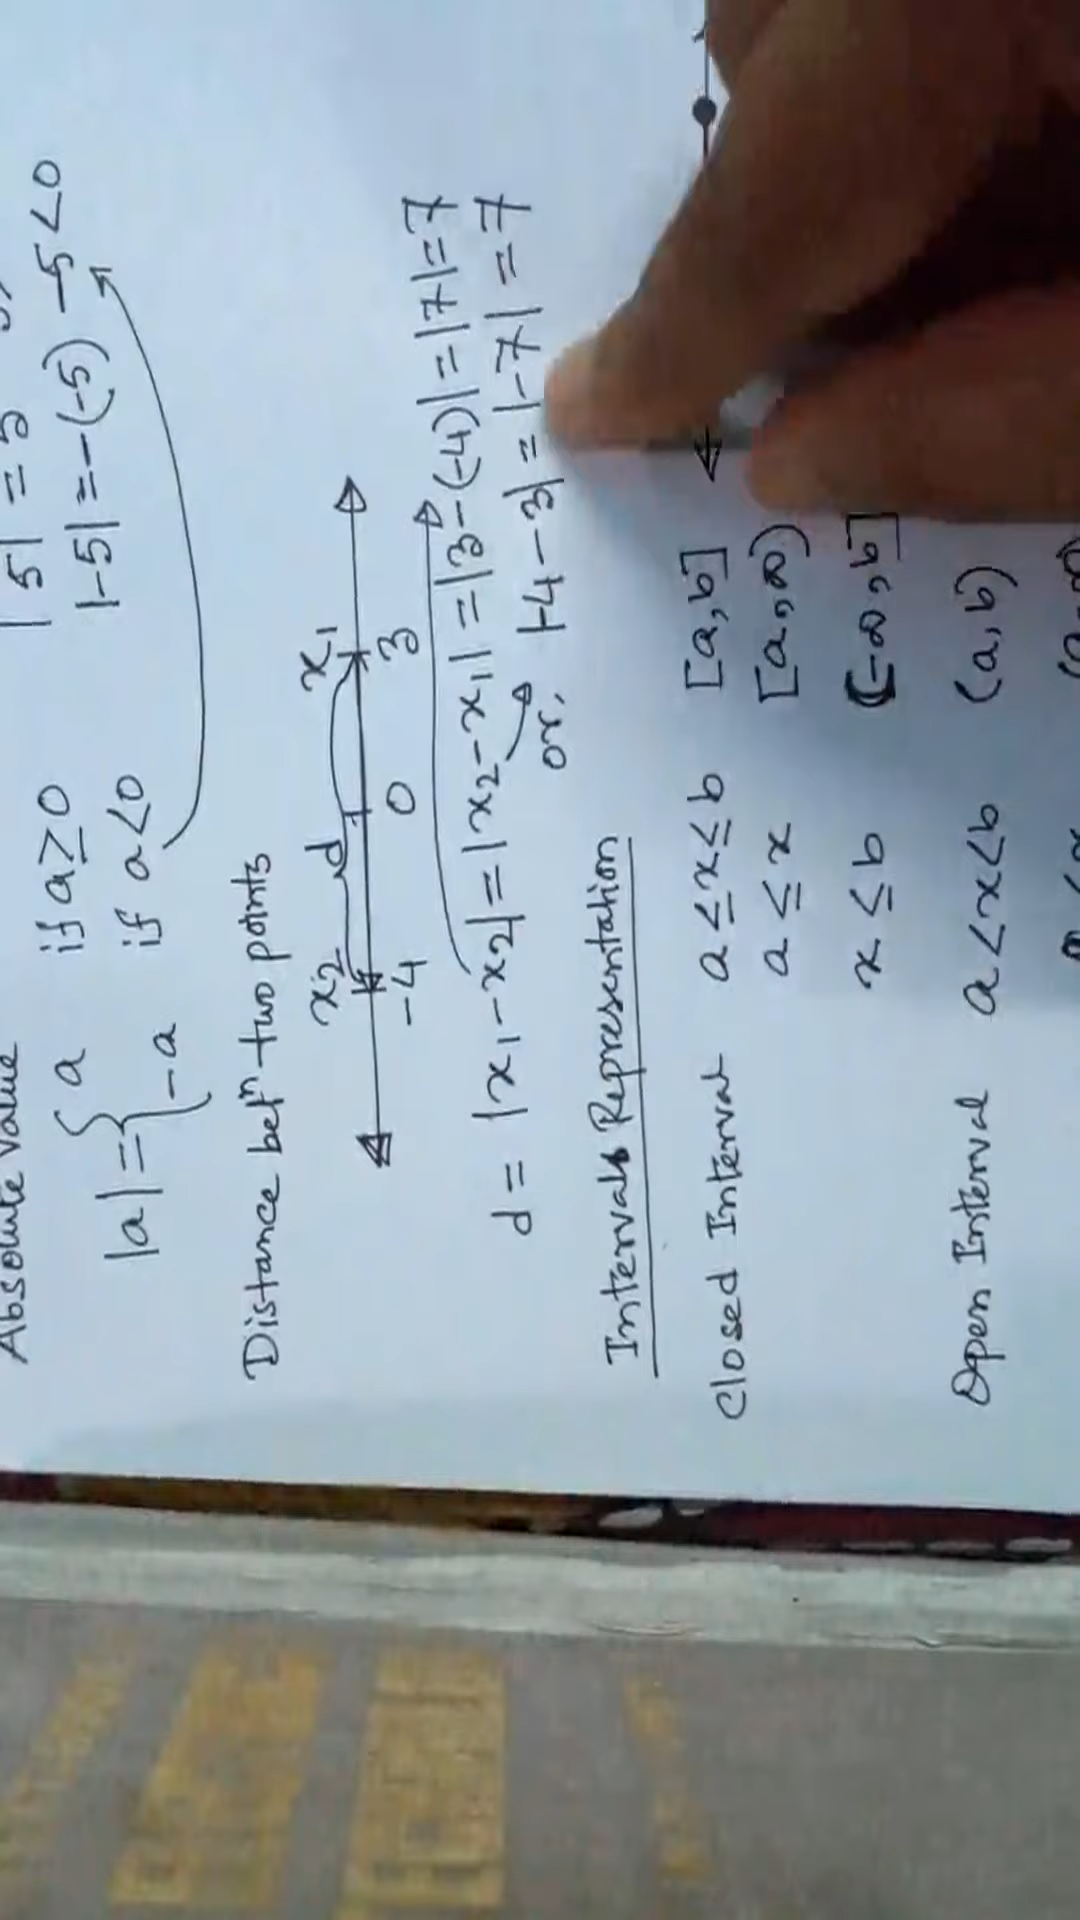 Absolute Value
|a| = { a if a ≥ 0 |5| = 5
-a if a < 0 |-5| = -(-5) -5 < 0
Distance betⁿ two points
x₂ d x₁
-4 0 3
d = |x₁ - x₂| = |x₂ - x₁| = |3 - (-4)| = |7| = 7
or. |-4 - 3| = |-7| = 7
Intervals Representation
Closed Interval a ≤ x ≤ b [a, b]
a ≤ x [a, ∞)
x ≤ b (-∞, b]
Open Interval a < x < b (a, b)